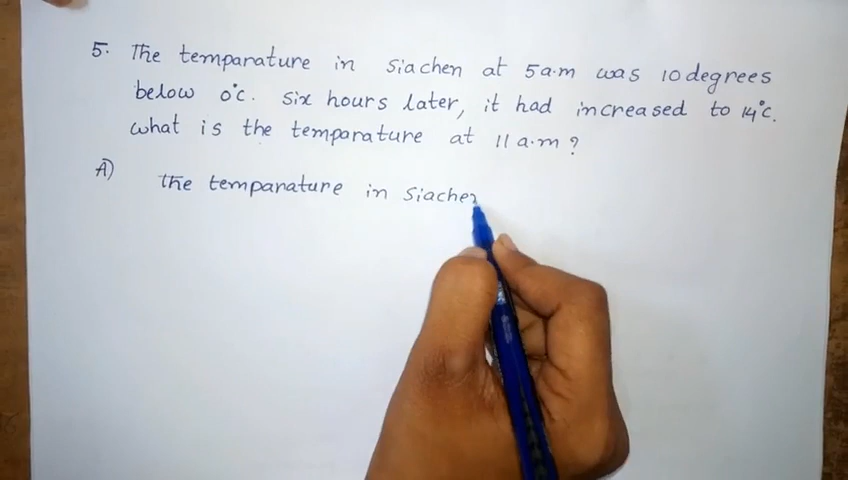 5. The temparature in siachen at 5a.m was 10 degrees
below 0°c. six hours later, it had increased to 14°c.
what is the temparature at 11 a.m?
A) The temparature in siachen